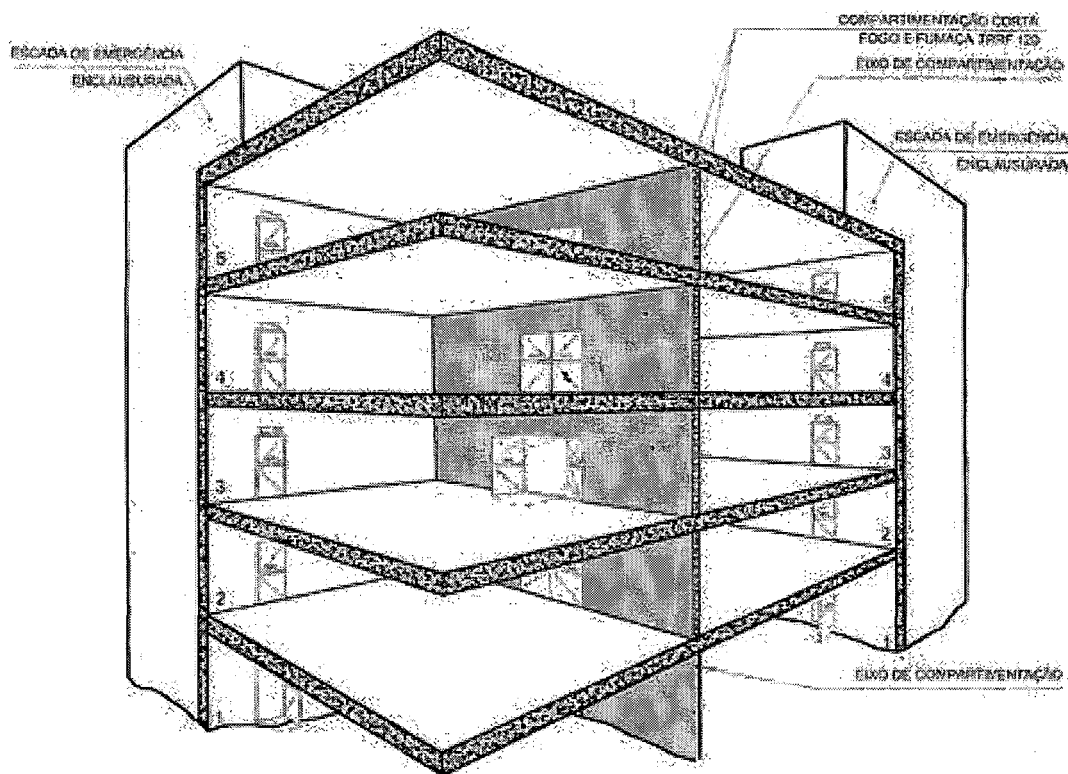 ESCADA DE EMERGÊNCIA
ENCLAUSURADA
COMPARTIMENTAÇÃO CORTA
FOGO E FUMAÇA TRRF 120
EIXO DE COMPARTIMENTAÇÃO
ESCADA DE EMERGÊNCIA
ENCLAUSURADA
5
5
4
4
3
3
2
2
1
1
EIXO DE COMPARTIMENTAÇÃO